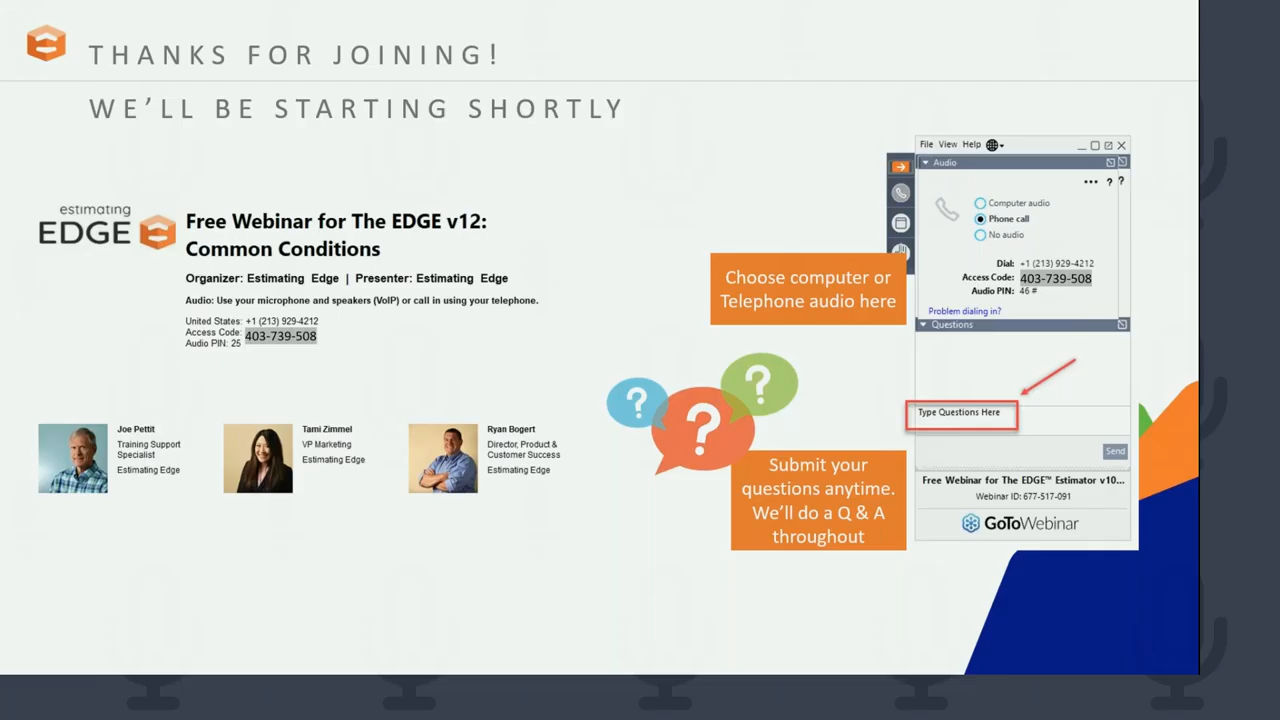 THANKS FOR JOINING!
WE'LL BE STARTING SHORTLY
estimating
EDGE
Free Webinar for The EDGE v12:
Common Conditions
Organizer: Estimating Edge | Presenter: Estimating Edge
Audio: Use your microphone and speakers (VoIP) or call in using your telephone.
United States: +1 (213) 929-4212
Access Code: 403-739-508
Audio PIN: 25
Joe Pettit
Training Support
Specialist
Estimating Edge
Tami Zimmel
VP Marketing
Estimating Edge
Ryan Bogert
Director, Product &
Customer Success
Estimating Edge
? ? ?
Choose computer or
Telephone audio here
Submit your
questions anytime.
We'll do a Q & A
throughout
File View Help
Audio
... ? ?
Computer audio
Phone call
No audio
Dial: +1 (213) 929-4212
Access Code: 403-739-508
Audio PIN: 46 #
Problem dialing in?
Questions
Type Questions Here
Send
Free Webinar for The EDGE™ Estimator v10...
Webinar ID: 677-517-091
GoToWebinar